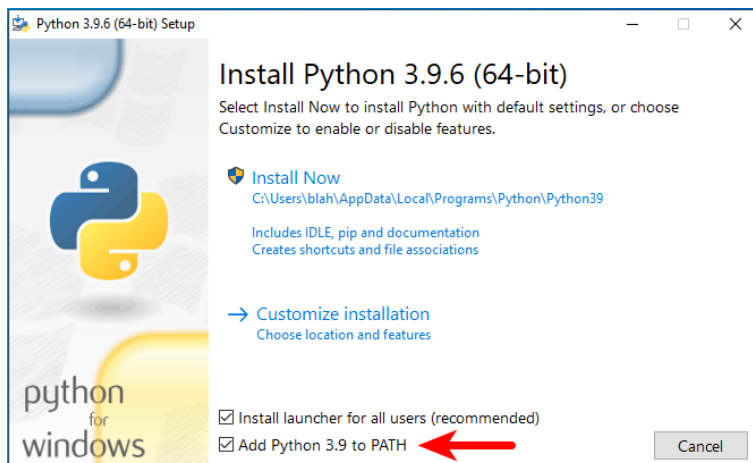 Python 3.9.6 (64-bit) Setup
Install Python 3.9.6 (64-bit)
Select Install Now to install Python with default settings, or choose
Customize to enable or disable features.
Install Now
C:\Users\blah\AppData\Local\Programs\Python\Python39
Includes IDLE, pip and documentation
Creates shortcuts and file associations
Customize installation
Choose location and features
python
for
windows
Install launcher for all users (recommended)
Add Python 3.9 to PATH
Cancel